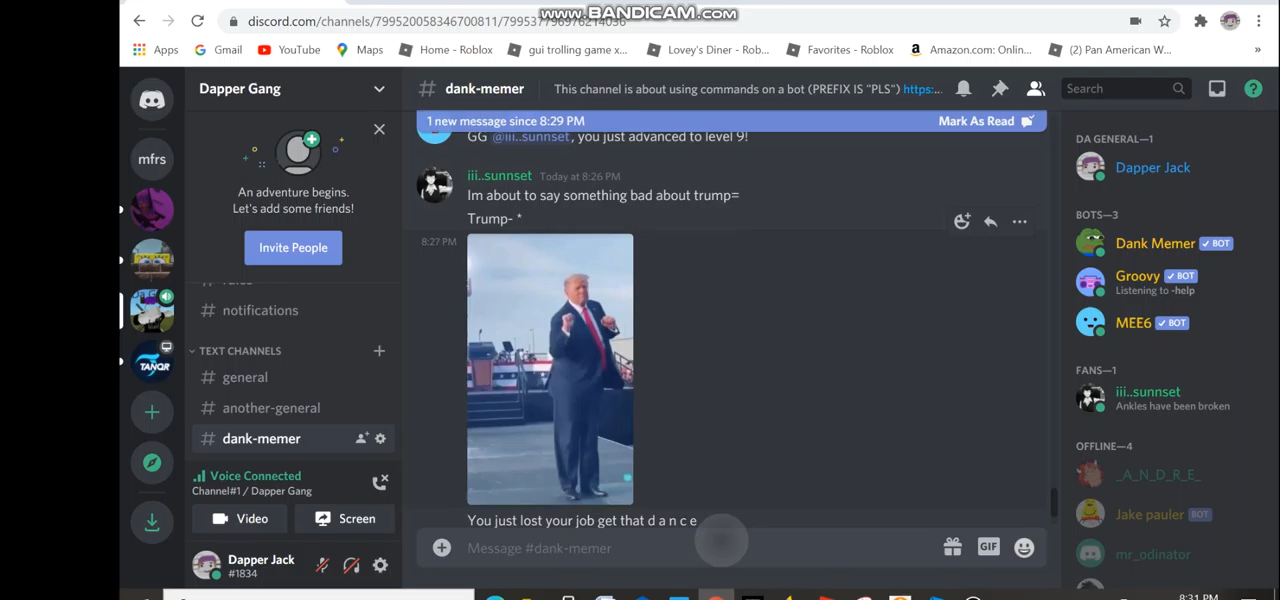 www.BANDICAM.com
discord.com/channels/799520058346700811/799537796976214036
Apps
Gmail
YouTube
Maps
Home - Roblox
gui trolling game x...
Lovey's Diner - Rob...
Favorites - Roblox
Amazon.com: Onlin...
(2) Pan American W...
»
Dapper Gang
# dank-memer
This channel is about using commands on a bot (PREFIX IS "PLS") https:...
Search
mfrs
An adventure begins.
Let's add some friends!
Invite People
# notifications
TEXT CHANNELS
# general
# another-general
# dank-memer
TANQR
Voice Connected
Channel#1 / Dapper Gang
Video
Screen
Dapper Jack
#1834
1 new message since 8:29 PM
Mark As Read
GG @iii..sunnset, you just advanced to level 9!
iii..sunnset Today at 8:26 PM
Im about to say something bad about trump=
Trump- *
8:27 PM
You just lost your job get that d a n c e
Message #dank-memer
GIF
DA GENERAL—1
Dapper Jack
BOTS—3
Dank Memer ✓ BOT
Groovy ✓ BOT
Listening to -help
MEE6 ✓ BOT
FANS—1
iii..sunnset
Ankles have been broken
OFFLINE—4
_A_N_D_R_E_
Jake pauler BOT
mr_odinator
8:31 PM